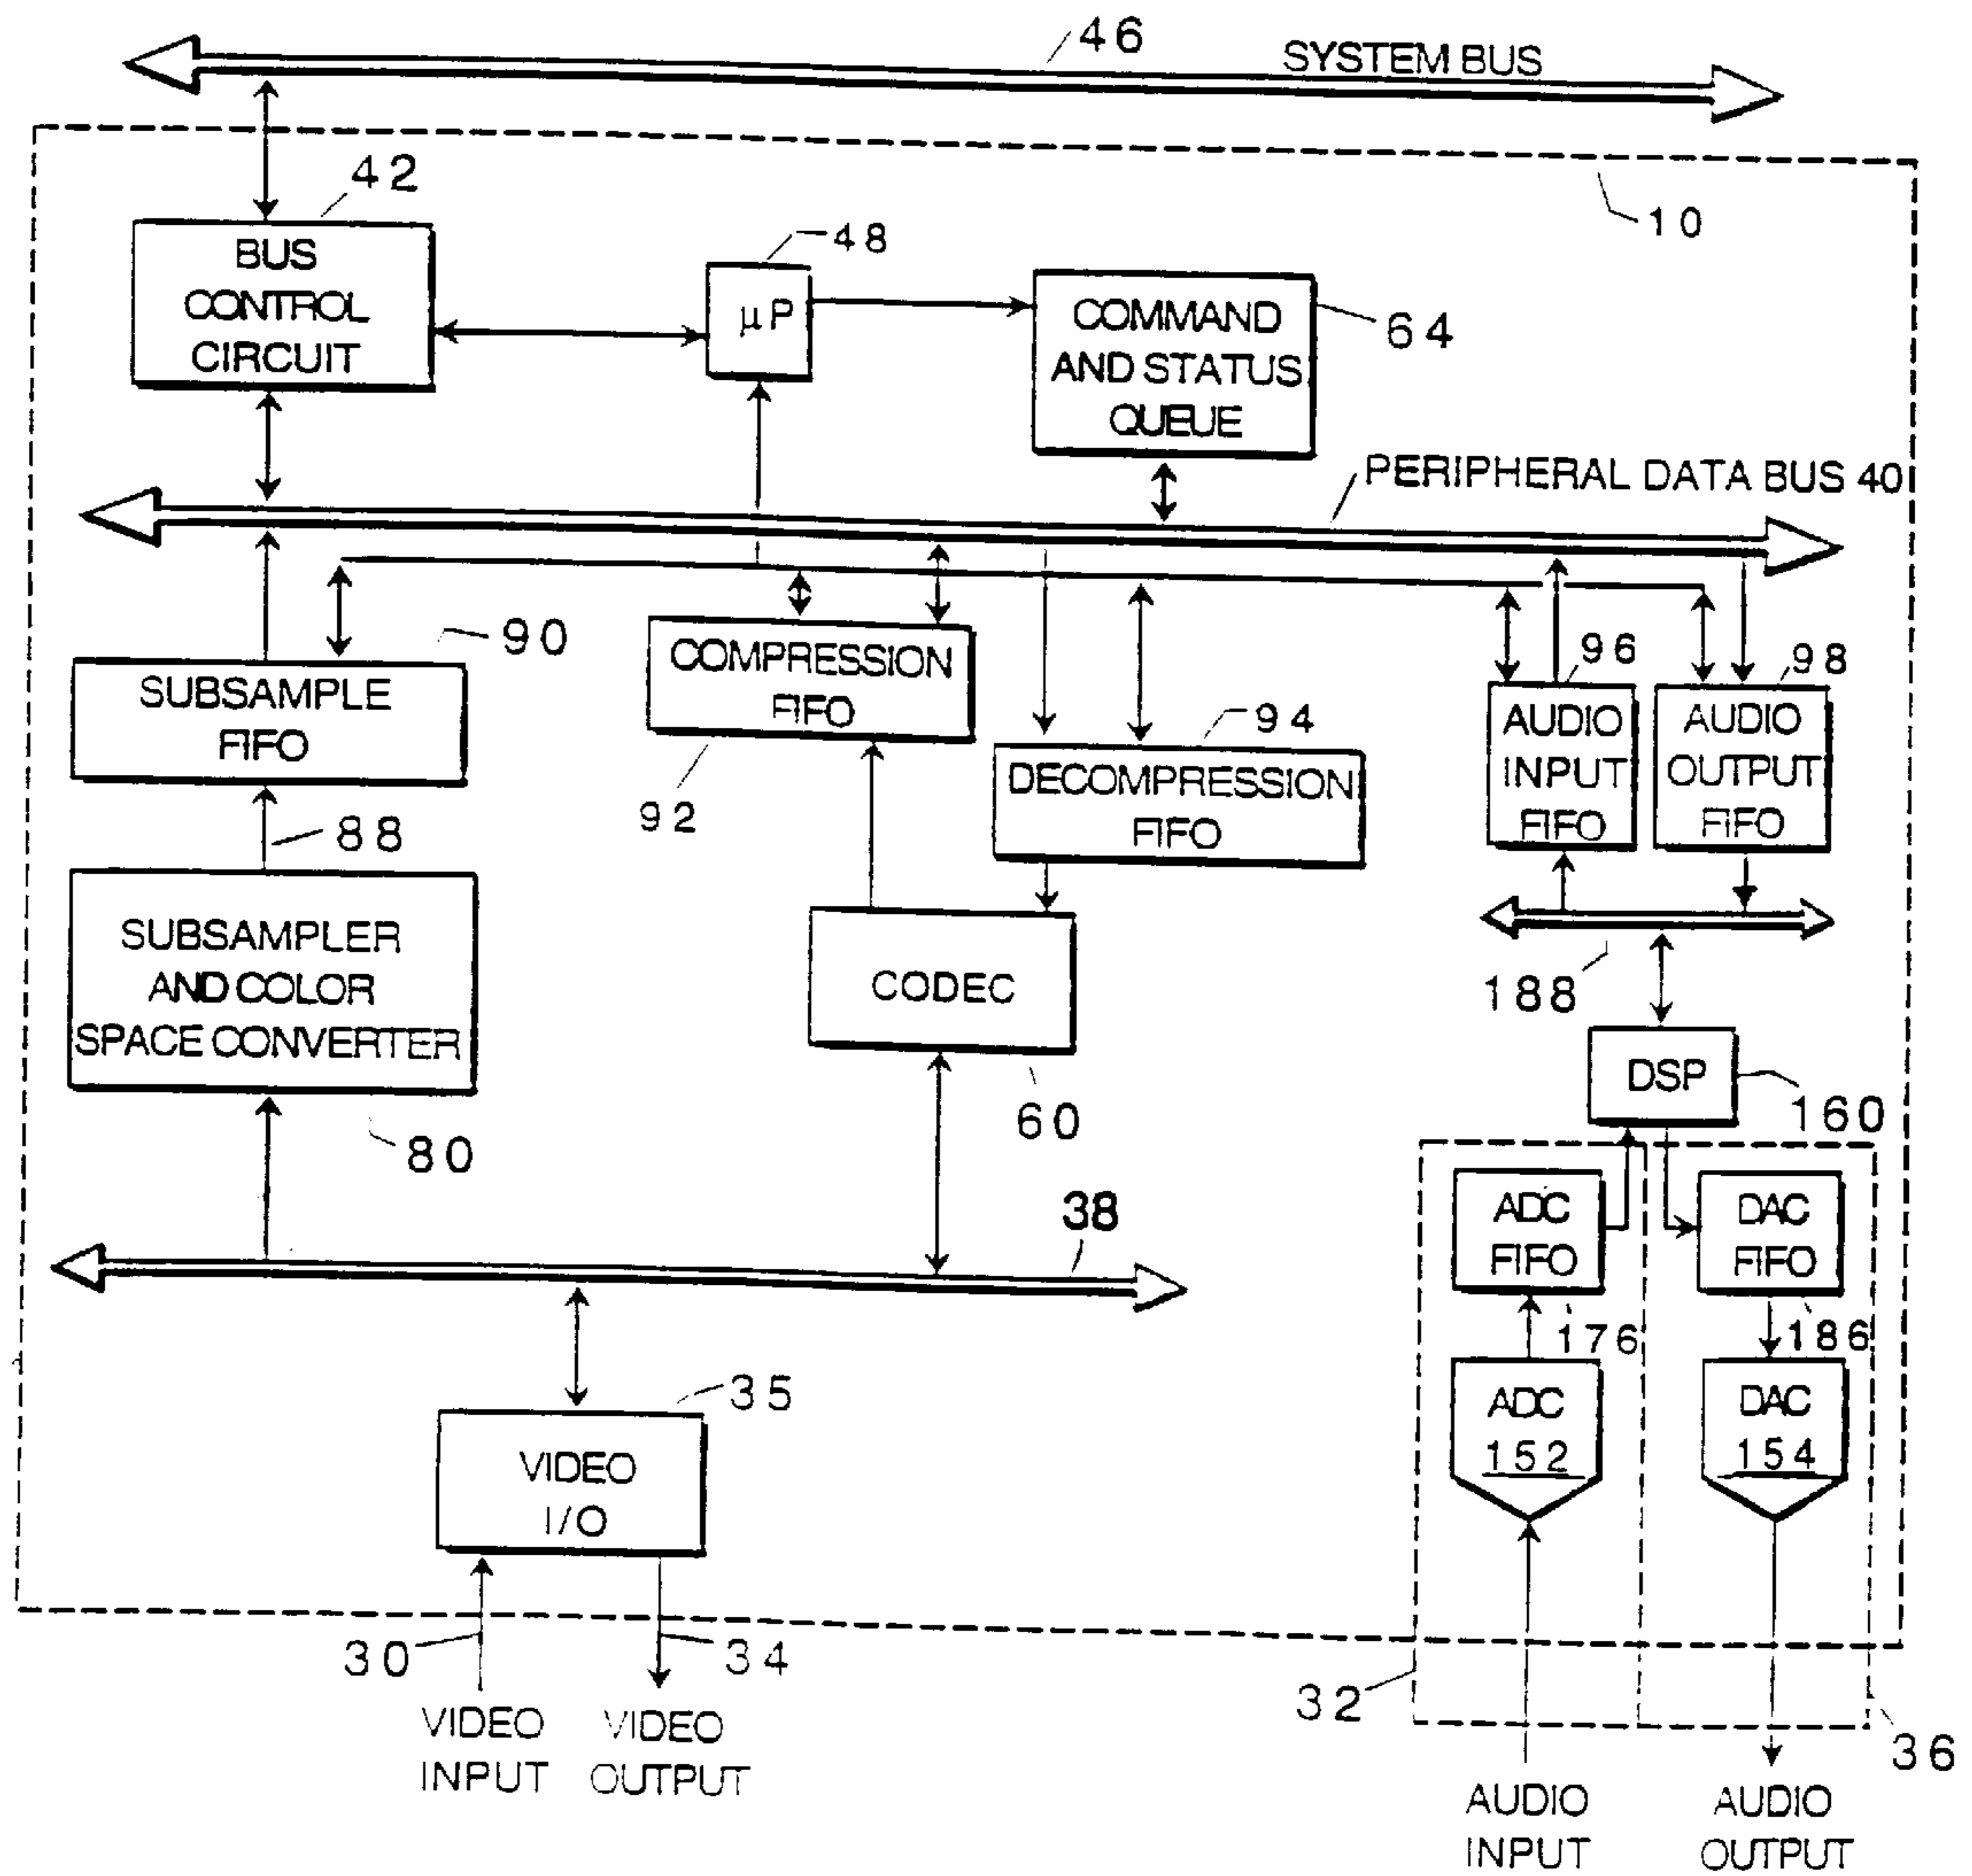 46
SYSTEM BUS
10
42
BUS
CONTROL
CIRCUIT
48
μP
COMMAND
AND STATUS
QUEUE
64
PERIPHERAL DATA BUS 40
90
SUBSAMPLE
FIFO
COMPRESSION
FIFO
92
94
DECOMPRESSION
FIFO
96
AUDIO
INPUT
FIFO
98
AUDIO
OUTPUT
FIFO
88
SUBSAMPLER
AND COLOR
SPACE CONVERTER
80
CODEC
60
188
DSP
160
38
ADC
FIFO
176
DAC
FIFO
186
ADC
152
DAC
154
35
VIDEO
I/O
30
34
VIDEO
INPUT
VIDEO
OUTPUT
32
36
AUDIO
INPUT
AUDIO
OUTPUT